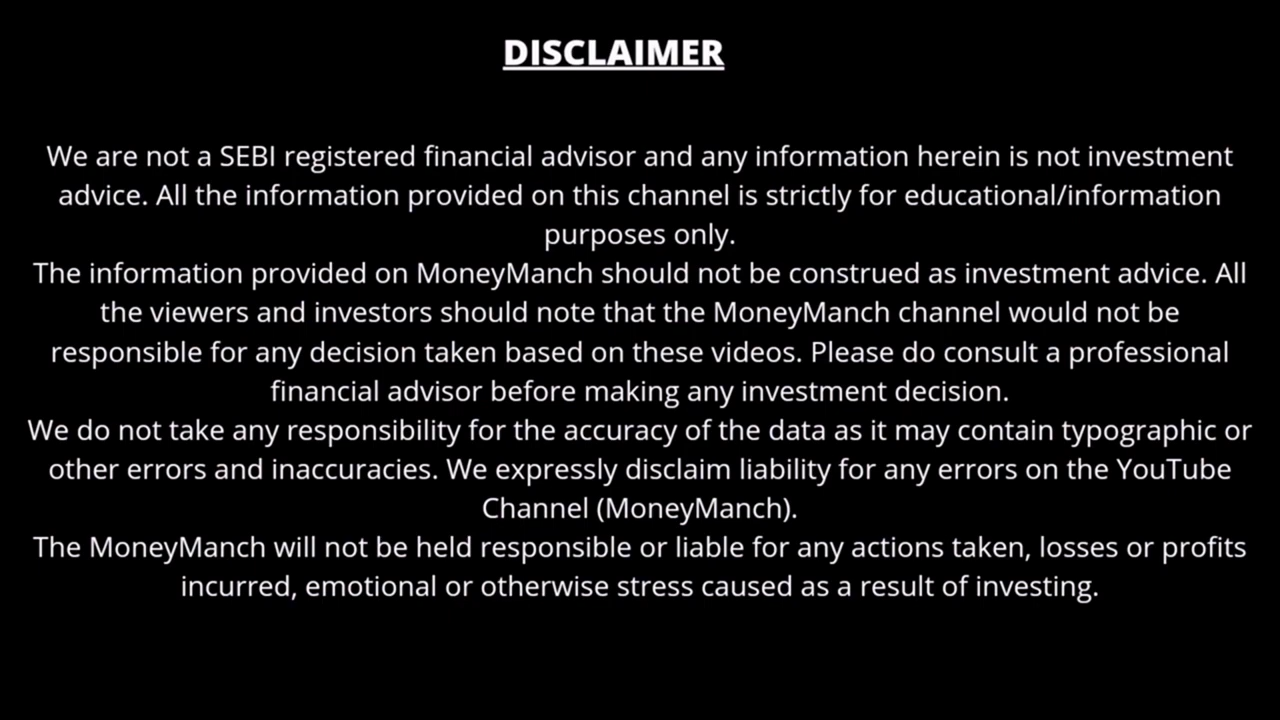 DISCLAIMER
We are not a SEBI registered financial advisor and any information herein is not investment
advice. All the information provided on this channel is strictly for educational/information
purposes only.
The information provided on MoneyManch should not be construed as investment advice. All
the viewers and investors should note that the MoneyManch channel would not be
responsible for any decision taken based on these videos. Please do consult a professional
financial advisor before making any investment decision.
We do not take any responsibility for the accuracy of the data as it may contain typographic or
other errors and inaccuracies. We expressly disclaim liability for any errors on the YouTube
Channel (MoneyManch).
The MoneyManch will not be held responsible or liable for any actions taken, losses or profits
incurred, emotional or otherwise stress caused as a result of investing.